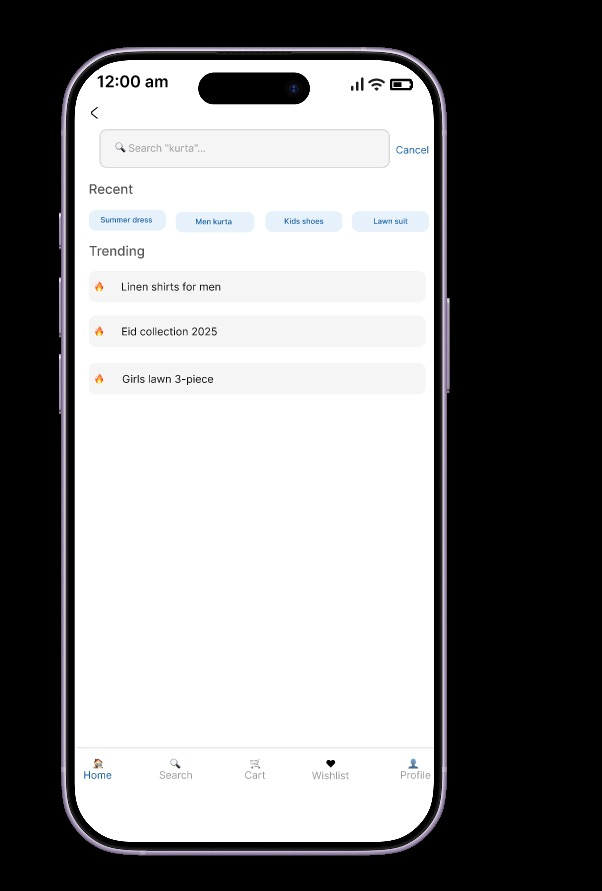 12:00 am
Search "kurta"...
Cancel
Recent
Summer dress
Men kurta
Kids shoes
Lawn suit
Trending
Linen shirts for men
Eid collection 2025
Girls lawn 3-piece
Home
Search
Cart
Wishlist
Profile